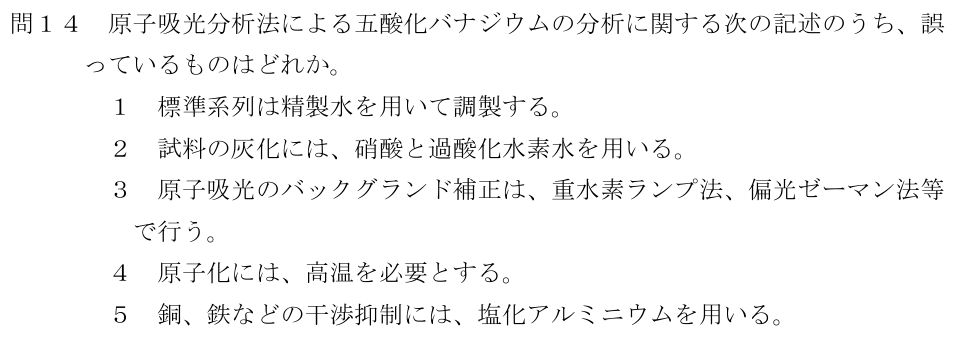 問１４　原子吸光分析法による五酸化バナジウムの分析に関する次の記述のうち、誤
っているものはどれか。
１　標準系列は精製水を用いて調製する。
２　試料の灰化には、硝酸と過酸化水素水を用いる。
３　原子吸光のバックグランド補正は、重水素ランプ法、偏光ゼーマン法等
で行う。
４　原子化には、高温を必要とする。
５　銅、鉄などの干渉抑制には、塩化アルミニウムを用いる。